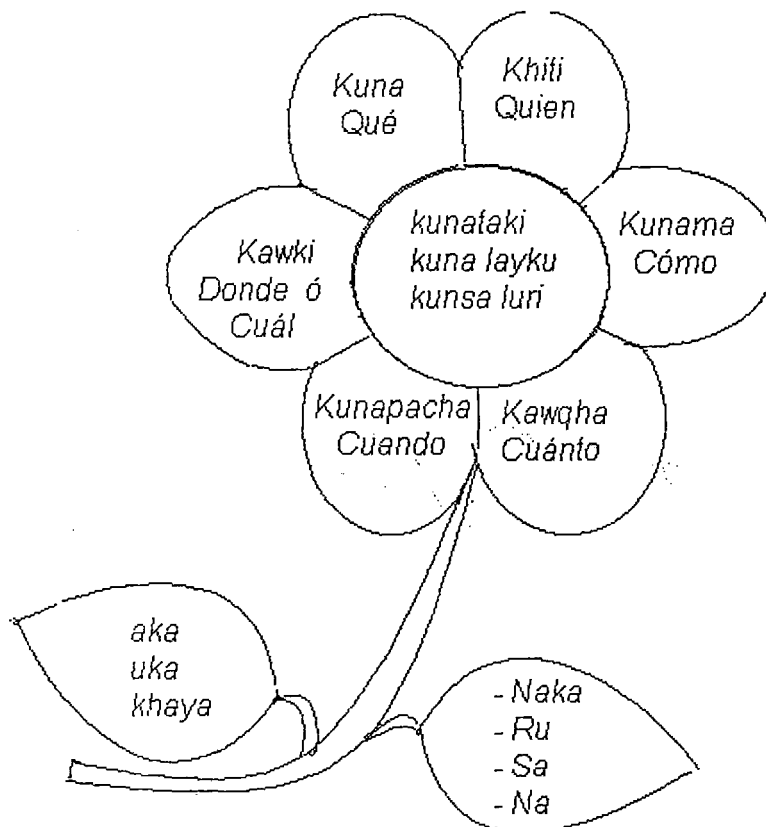 Kuna
Qué
Khiti
Quien
Kunama
Cómo
Kawqha
Cuánto
Kunapacha
Cuando
Kawki
Donde ó
Cuál
kunataki
kuna layku
kunsa luri
aka
uka
khaya
- Naka
- Ru
- Sa
- Na